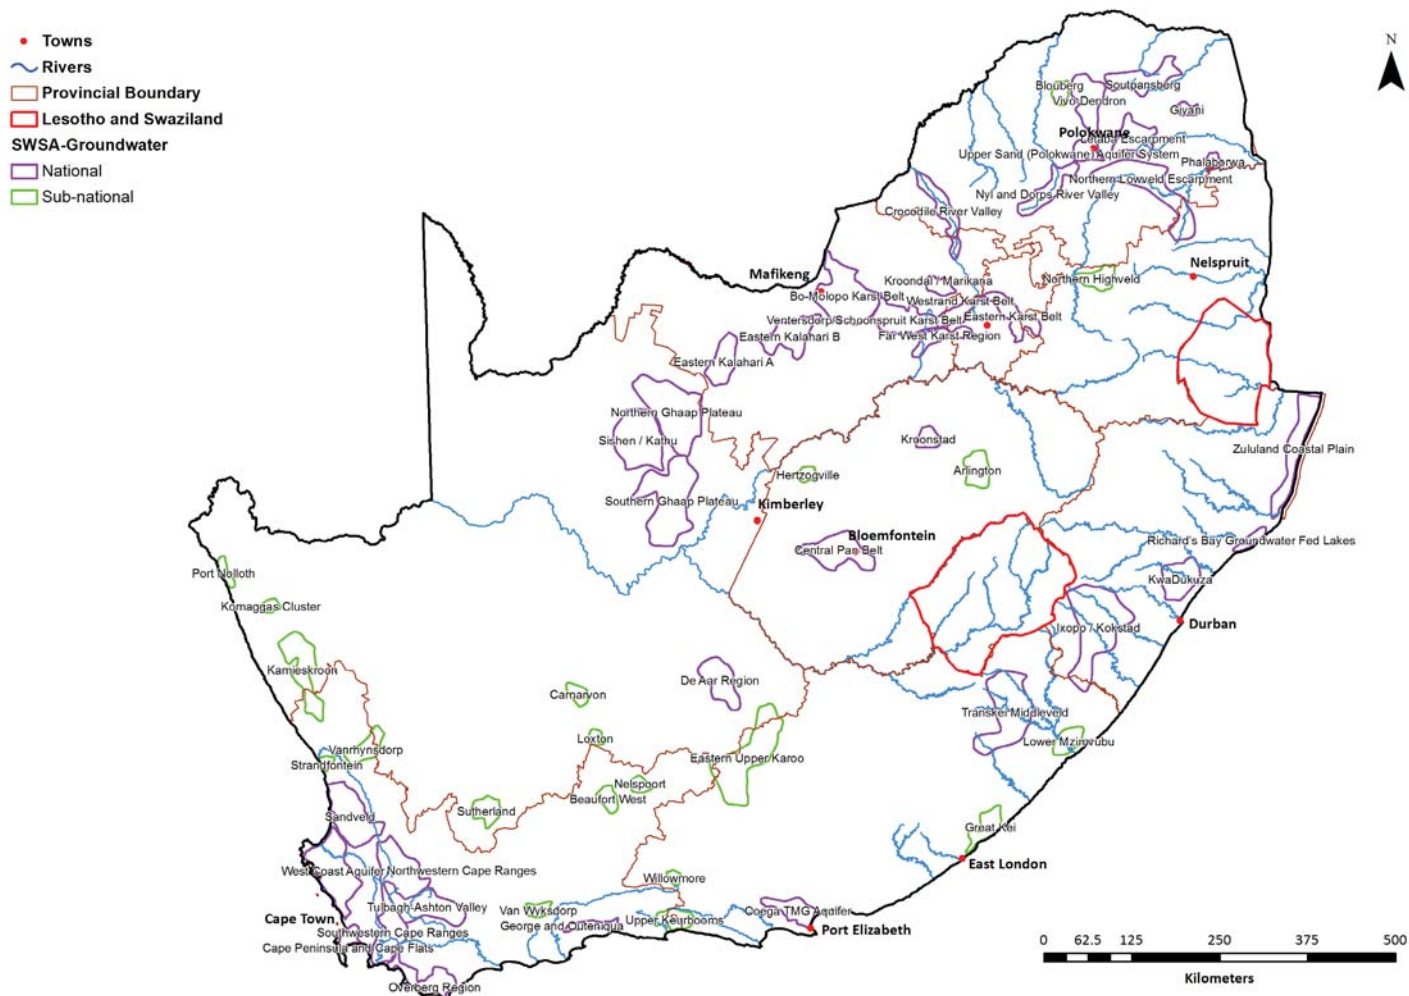 Towns
Rivers
Provincial Boundary
Lesotho and Swaziland
SWSA-Groundwater
National
Sub-national
N
Blouberg
Soutpansberg
Vivo-Dendron
Giyani
Polokwane
Letaba Escarpment
Upper Sand (Polokwane) Aquifer System
Phalaborwa
Northern Lowveld Escarpment
Nyl and Dorps River Valley
Crocodile River Valley
Nelspruit
Mafikeng
Kroondal / Marikana
Northern Highveld
Bo-Molopo Karst Belt
Westrand Karst Belt
Ventersdorp/Schoonspruit Karst Belt
Eastern Karst Belt
Eastern Kalahari B
Far West Karst Region
Eastern Kalahari A
Northern Ghaap Plateau
Sishen / Kathu
Kroonstad
Zululand Coastal Plain
Hertzogville
Arlington
Southern Ghaap Plateau
Kimberley
Bloemfontein
Central Pan Belt
Richard's Bay Groundwater Fed Lakes
Port Nolloth
KwaDukuza
Komaggas Cluster
Durban
Ixopo / Kokstad
Kamieskroon
De Aar Region
Carnarvon
Transkei Middleveld
Loxton
Lower Mzimvubu
Vanrhynsdorp
Eastern Upper Karoo
Strandfontein
Nelspoort
Beaufort West
Sutherland
Sandveld
Great Kei
East London
West Coast Aquifer
Northwestern Cape Ranges
Willowmore
Tulbagh-Ashton Valley
Van Wyksdorp
Coega TMG Aquifer
Cape Town
George and Outeniqua
Upper Keurbooms
Port Elizabeth
Southwestern Cape Ranges
Cape Peninsula and Cape Flats
Overberg Region
0 62.5 125 250 375 500
Kilometers